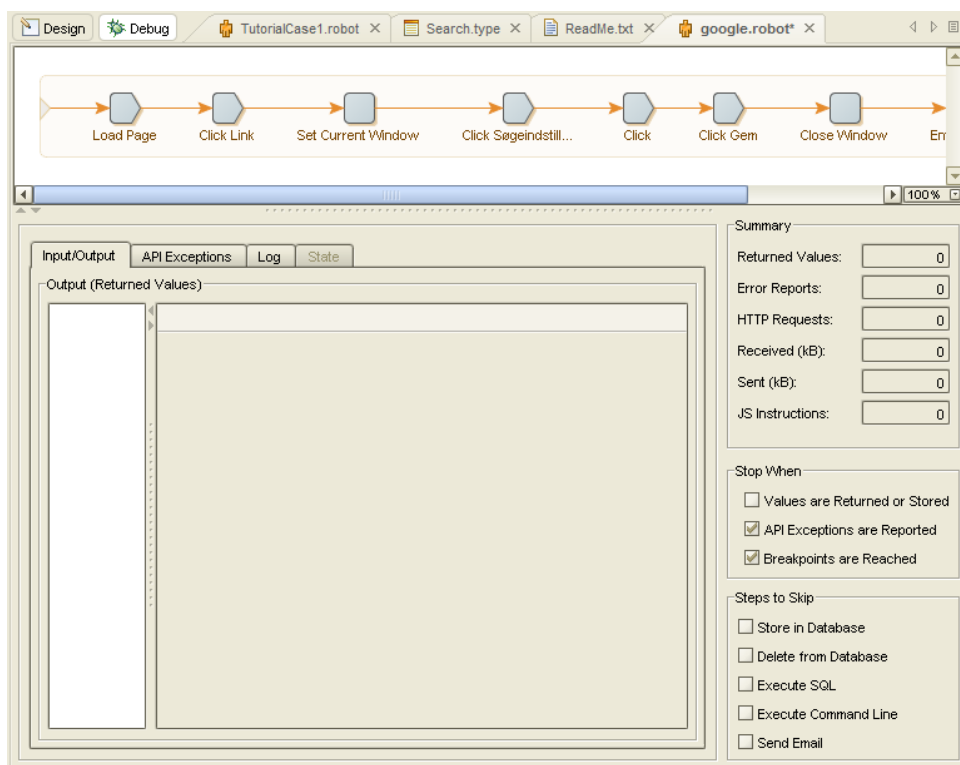 Design Debug TutorialCase1.robot Search.type ReadMe.txt google.robot*
Load Page Click Link Set Current Window Click Søgeindstill... Click Click Gem Close Window
100%
Input/Output API Exceptions Log State
Output (Returned Values)
Summary
Returned Values: 0
Error Reports: 0
HTTP Requests: 0
Received (kB): 0
Sent (kB): 0
JS Instructions: 0
Stop When
Values are Returned or Stored
API Exceptions are Reported
Breakpoints are Reached
Steps to Skip
Store in Database
Delete from Database
Execute SQL
Execute Command Line
Send Email